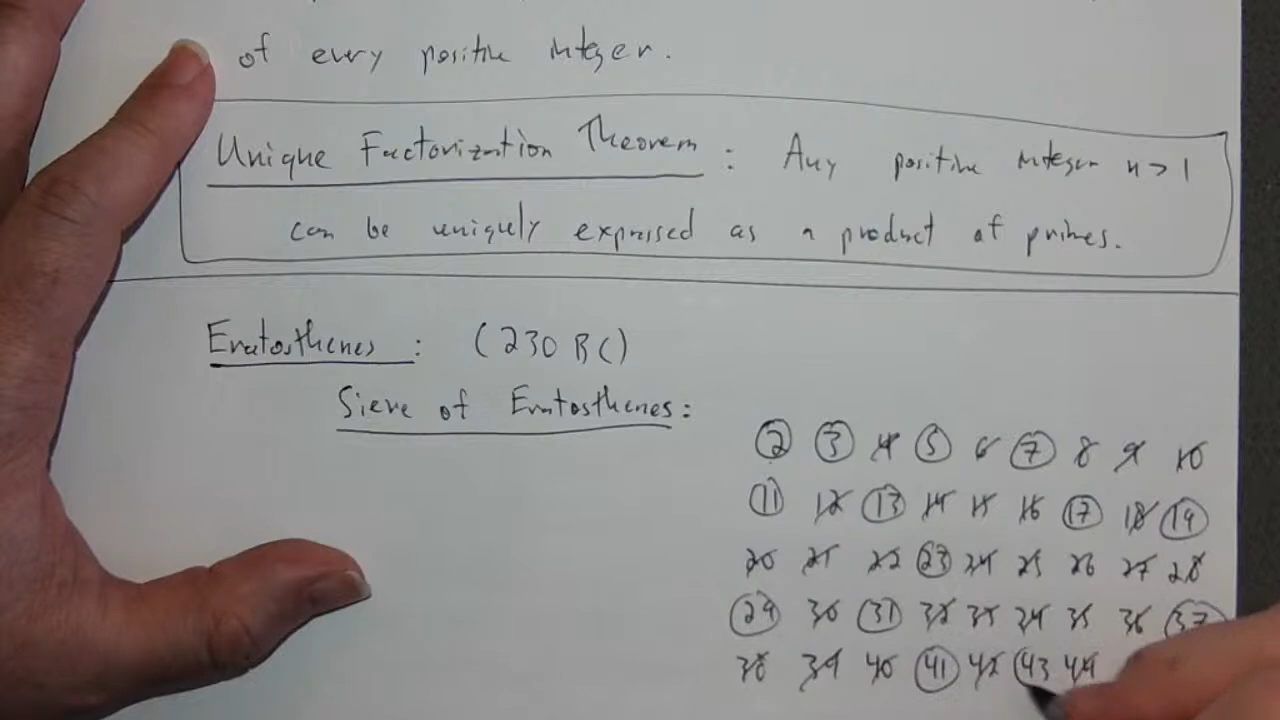 of every positive integer.
Unique Factorization Theorem : Any positive integer n > 1
can be uniquely expressed as a product of primes.
Eratosthenes : (230 BC)
Sieve of Eratosthenes:
2 3 4 5 6 7 8 9 10
11 12 13 14 15 16 17 18 19
20 21 22 23 24 25 26 27 28
29 30 31 32 33 34 35 36 37
38 39 40 41 42 43 44